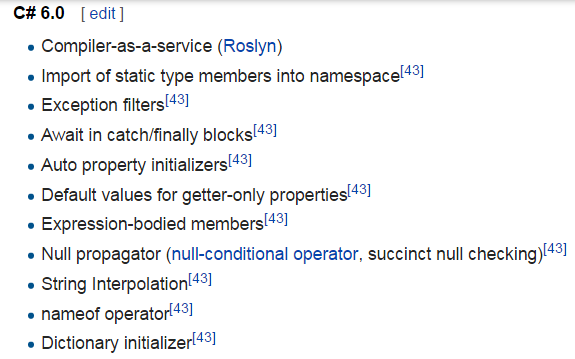 C# 6.0 [ edit ]
Compiler-as-a-service (Roslyn)
Import of static type members into namespace[43]
Exception filters[43]
Await in catch/finally blocks[43]
Auto property initializers[43]
Default values for getter-only properties[43]
Expression-bodied members[43]
Null propagator (null-conditional operator, succinct null checking)[43]
String Interpolation[43]
nameof operator[43]
Dictionary initializer[43]